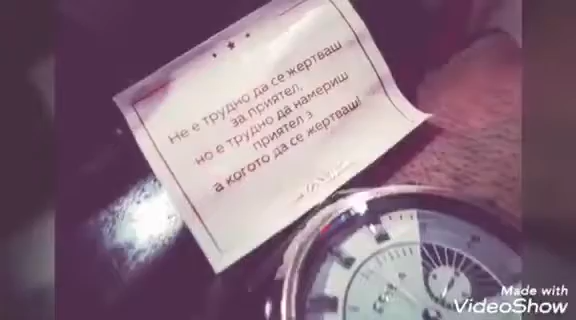 Не е трудно да се жертваш
за приятел,
но е трудно да намериш
приятел з
а когото да се жертваш!
Made with
VideoShow